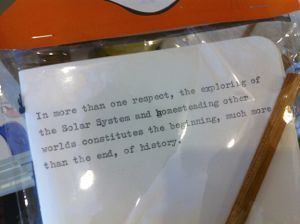 In more than one respect, the exploring of
the Solar System and homesteading other
worlds constitutes the beginning, much more
than the end, of history.